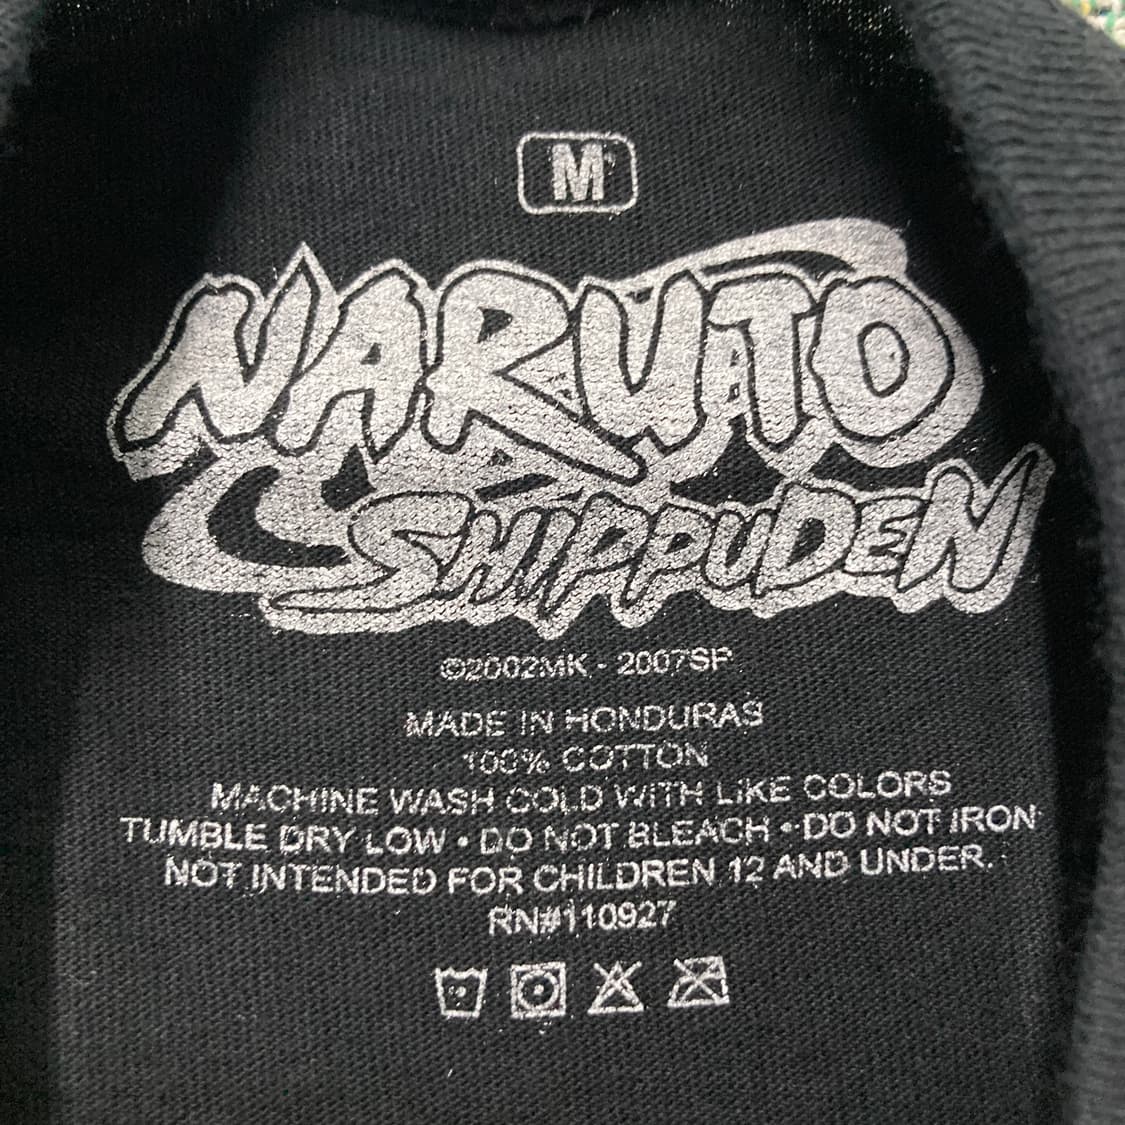 M
NARUTO
SHIPPUDEN
©2002MK - 2007SP
MADE IN HONDURAS
100% COTTON
MACHINE WASH COLD WITH LIKE COLORS
TUMBLE DRY LOW • DO NOT BLEACH • DO NOT IRON
NOT INTENDED FOR CHILDREN 12 AND UNDER.
RN#110927